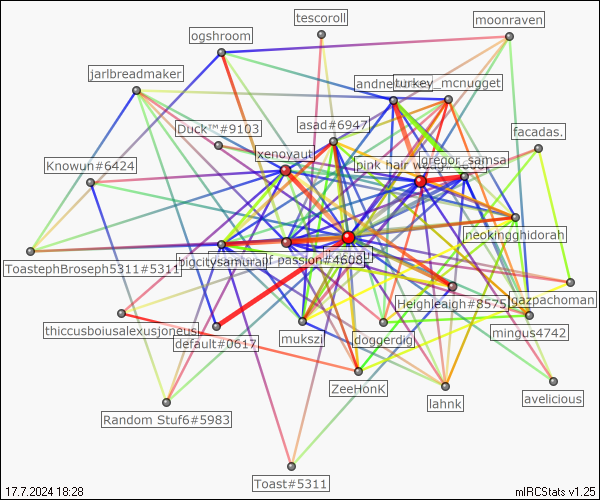 tescoroll
moonraven
ogshroom
jarlbreadmaker
turkey_mcnugget
Duck™#9103
asad#6947
facadas.
xenoyaut
pink hair
gregor_samsa
Knowun#6424
neokingghidorah
ToastephBroseph5311#5311
bigcitysamurai
f passion#4608
Heighleigh#8575
gazpachoman
thiccusboiusalexusjoneus
default#0617
mukszi
doggerdig
mingus4742
ZeeHonK
lahnk
avelicious
Random Stuf6#5983
Toast#5311
17.7.2024 18:28
mIRCStats v1.25